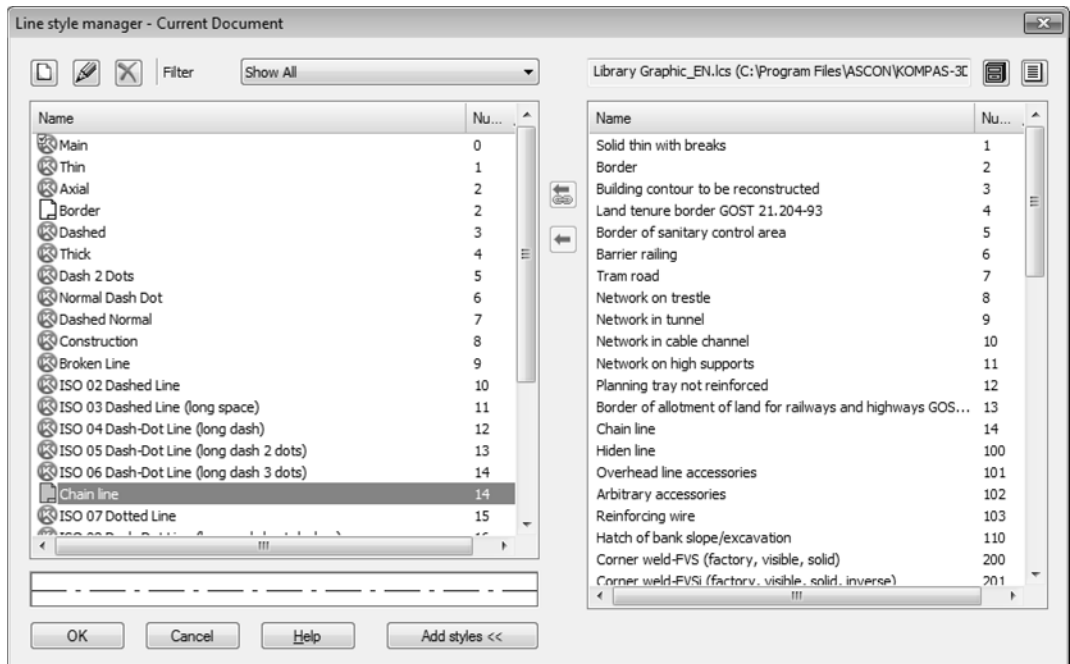 Line style manager - Current Document
Filter
Show All
Library Graphic_EN.lcs (C:\Program Files\ASCON\KOMPAS-3D
Name Nu...
Main 0
Thin 1
Axial 2
Border 2
Dashed 3
Thick 4
Dash 2 Dots 5
Normal Dash Dot 6
Dashed Normal 7
Construction 8
Broken Line 9
ISO 02 Dashed Line 10
ISO 03 Dashed Line (long space) 11
ISO 04 Dash-Dot Line (long dash) 12
ISO 05 Dash-Dot Line (long dash 2 dots) 13
ISO 06 Dash-Dot Line (long dash 3 dots) 14
Chain line 14
ISO 07 Dotted Line 15
Name Nu...
Solid thin with breaks 1
Border 2
Building contour to be reconstructed 3
Land tenure border GOST 21.204-93 4
Border of sanitary control area 5
Barrier railing 6
Tram road 7
Network on trestle 8
Network in tunnel 9
Network in cable channel 10
Network on high supports 11
Planning tray not reinforced 12
Border of allotment of land for railways and highways GOS... 13
Chain line 14
Hiden line 100
Overhead line accessories 101
Arbitrary accessories 102
Reinforcing wire 103
Hatch of bank slope/excavation 110
Corner weld-FVS (factory, visible, solid) 200
Corner weld-FVSi (factory, visible, solid, inverse) 201
OK
Cancel
Help
Add styles <<